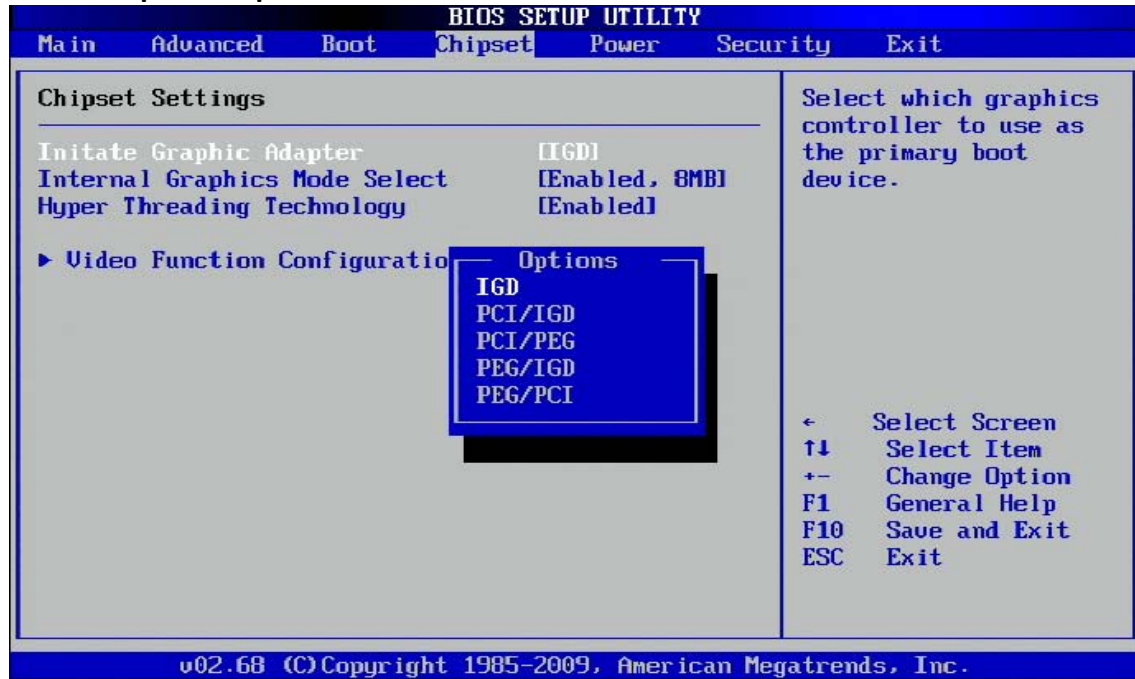 BIOS SETUP UTILITY
Main Advanced Boot Chipset Power Security Exit
Chipset Settings
Initate Graphic Adapter [IGD]
Internal Graphics Mode Select [Enabled, 8MB]
Hyper Threading Technology [Enabled]
▶ Video Function Configuratio
Options
IGD
PCI/IGD
PCI/PEG
PEG/IGD
PEG/PCI
Select which graphics
controller to use as
the primary boot
device.
← Select Screen
↑↓ Select Item
+- Change Option
F1 General Help
F10 Save and Exit
ESC Exit
v02.68 (C)Copyright 1985-2009, American Megatrends, Inc.